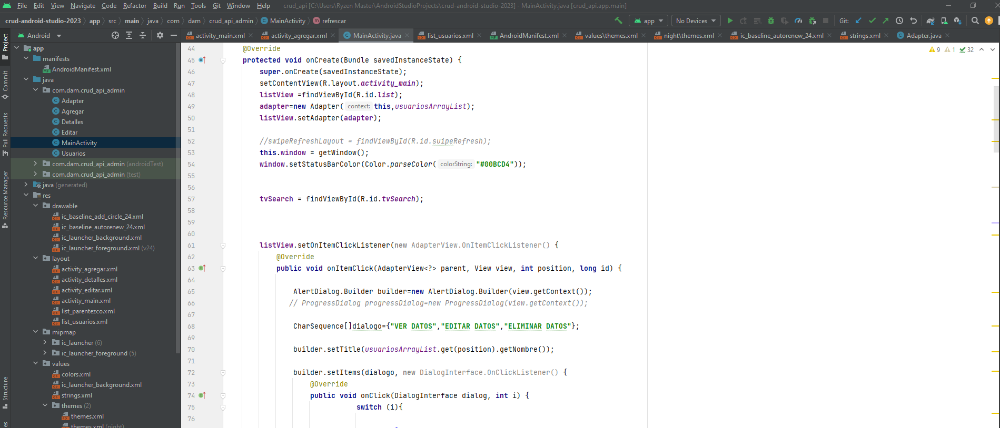 File Edit View Navigate Code Refactor Build Run Tools Git Window Help crud_api [C:\Users\Ryzen Master\AndroidStudioProjects\crud-android-studio-2023] - MainActivity.java [crud_api.app.main]
crud-android-studio-2023 app src main java com dam crud_api_admin MainActivity refrescar app No Devices Git:
Android activity_main.xml activity_agregar.xml MainActivity.java list_usuarios.xml AndroidManifest.xml values\themes.xml night\themes.xml ic_baseline_autorenew_24.xml strings.xml Adapter.java
Project
Commit
Pull Requests
Resource Manager
Structure
app
manifests
AndroidManifest.xml
java
com.dam.crud_api_admin
Adapter
Agregar
Detalles
Editar
MainActivity
Usuarios
com.dam.crud_api_admin (androidTest)
com.dam.crud_api_admin (test)
java (generated)
res
drawable
ic_baseline_add_circle_24.xml
ic_baseline_autorenew_24.xml
ic_launcher_background.xml
ic_launcher_foreground.xml (v24)
layout
activity_agregar.xml
activity_detalles.xml
activity_editar.xml
activity_main.xml
list_parentezco.xml
list_usuarios.xml
mipmap
ic_launcher (6)
ic_launcher_foreground (5)
values
colors.xml
ic_launcher_background.xml
strings.xml
themes (2)
themes.xml
themes.xml (night)
9 1 32
44 @Override
45 protected void onCreate(Bundle savedInstanceState) {
46 super.onCreate(savedInstanceState);
47 setContentView(R.layout.activity_main);
48 listView =findViewById(R.id.list);
49 adapter=new Adapter( context: this,usuariosArrayList);
50 listView.setAdapter(adapter);
51
52 //swipeRefreshLayout = findViewById(R.id.suipeRefresh);
53 this.window = getWindow();
54 window.setStatusBarColor(Color.parseColor( colorString: "#00BCD4"));
55
56
57 tvSearch = findViewById(R.id.tvSearch);
58
59
60
61 listView.setOnItemClickListener(new AdapterView.OnItemClickListener() {
62 @Override
63 public void onItemClick(AdapterView<?> parent, View view, int position, long id) {
64
65 AlertDialog.Builder builder=new AlertDialog.Builder(view.getContext());
66 // ProgressDialog progressDialog=new ProgressDialog(view.getContext());
67
68 CharSequence[]dialogo={"VER DATOS","EDITAR DATOS","ELIMINAR DATOS"};
69
70 builder.setTitle(usuariosArrayList.get(position).getNombre());
71
72 builder.setItems(dialogo, new DialogInterface.OnClickListener() {
73 @Override
74 public void onClick(DialogInterface dialog, int i) {
75 switch (i){
76